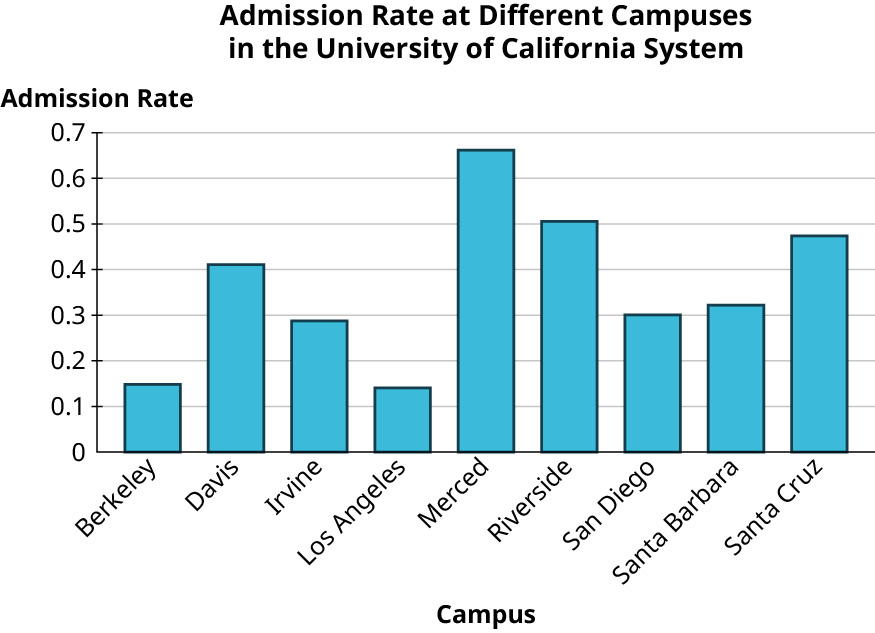 Admission Rate at Different Campuses
in the University of California System
Admission Rate
0.7
0.6
0.5
0.4
0.3
0.2
0.1
0
Berkeley
Davis
Irvine
Los Angeles
Merced
Riverside
San Diego
Santa Barbara
Santa Cruz
Campus